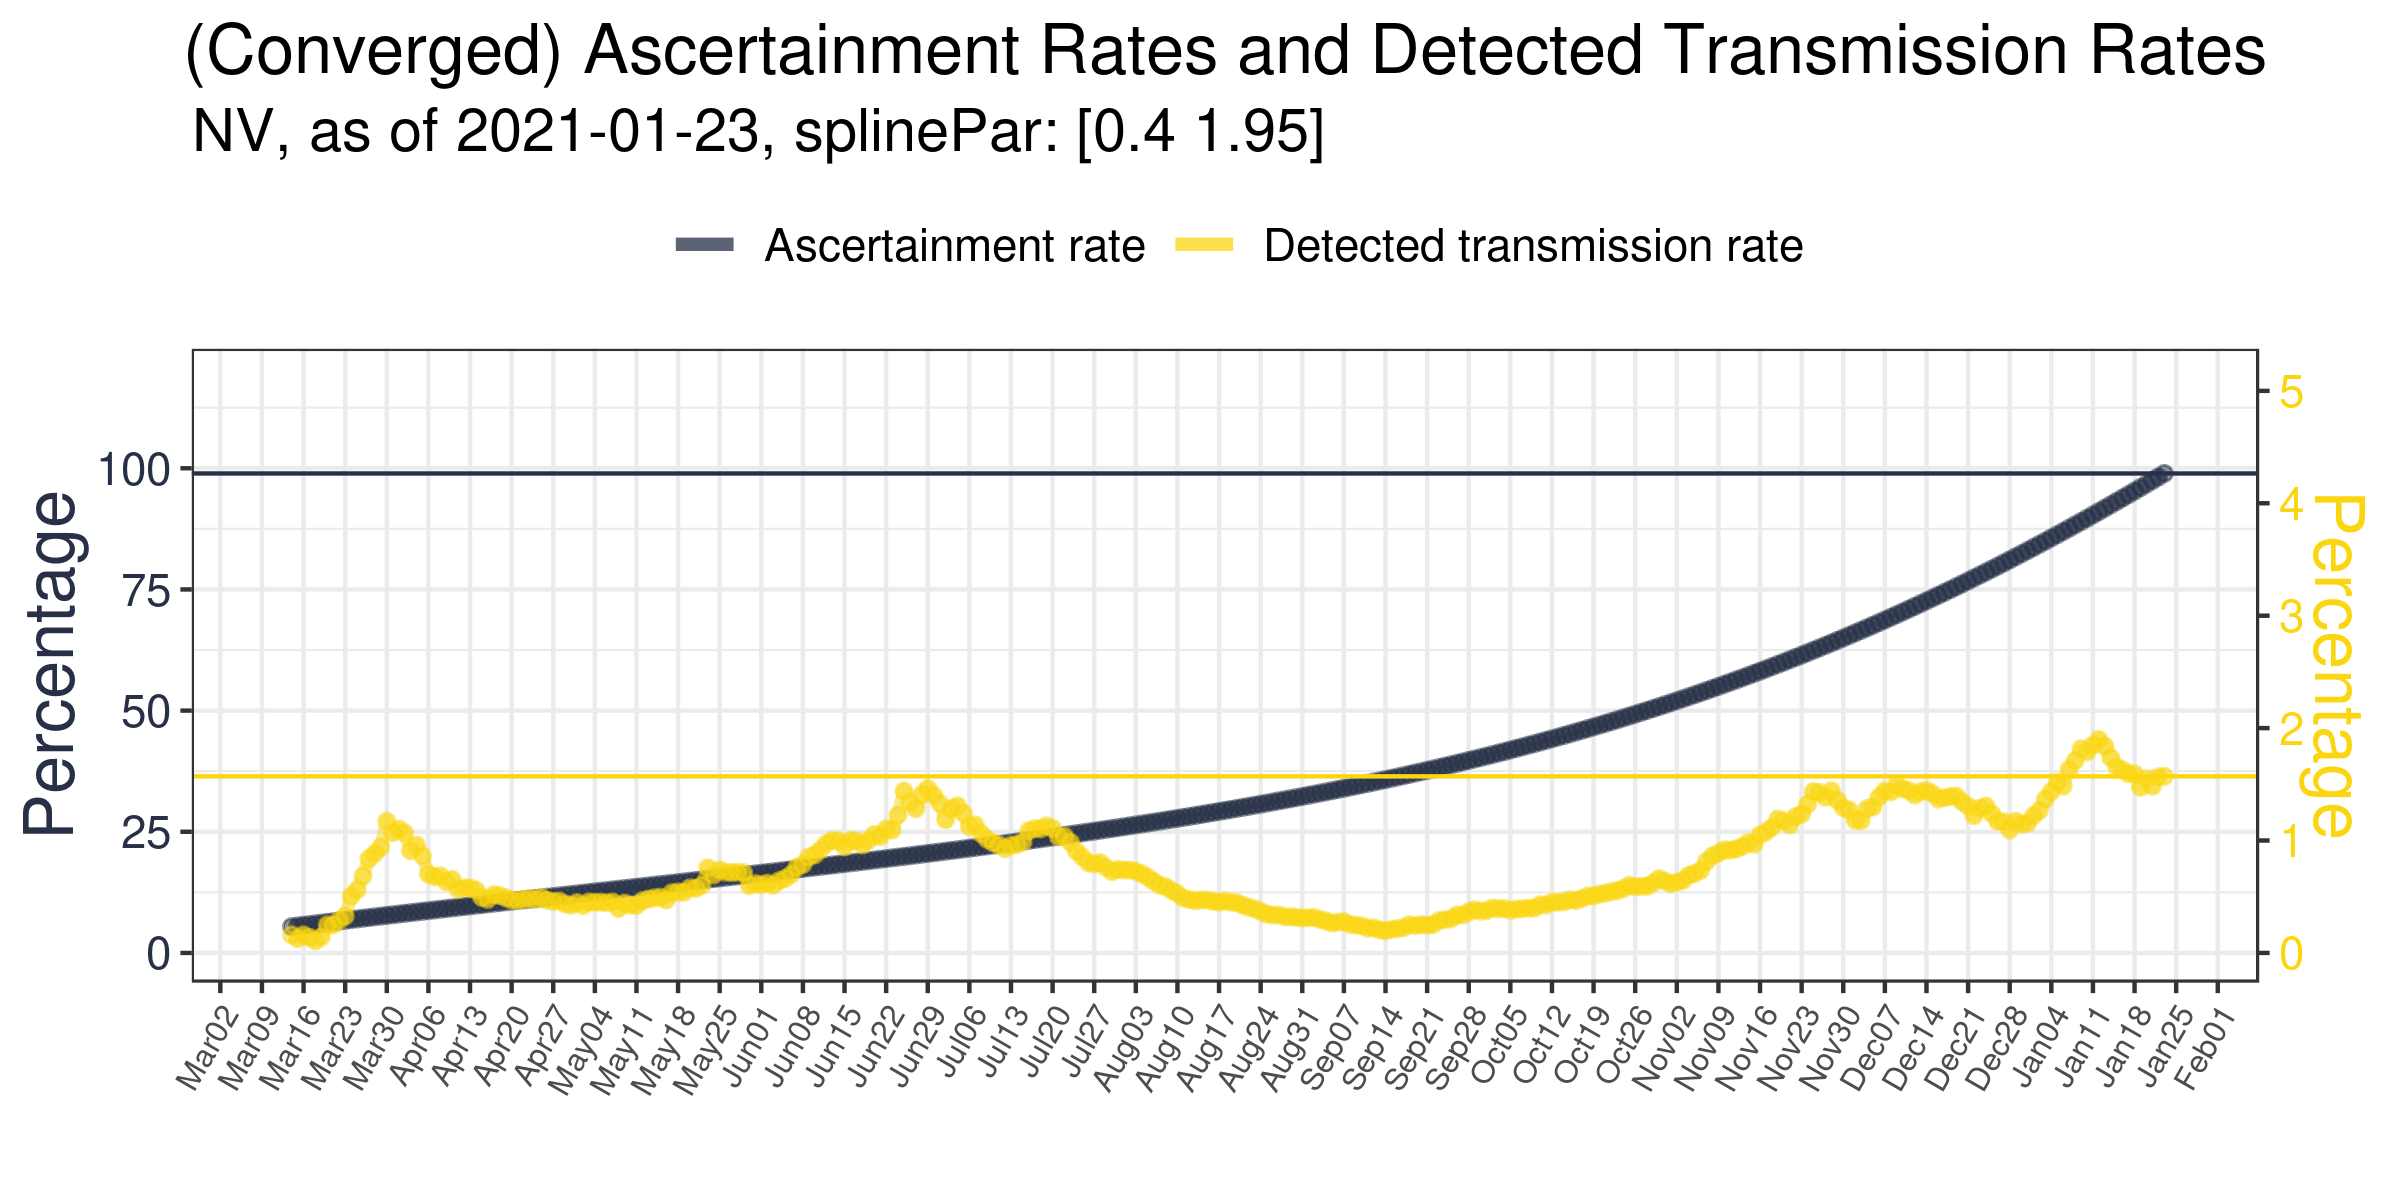 (Converged) Ascertainment Rates and Detected Transmission Rates
NV, as of 2021-01-23, splinePar: [0.4 1.95]
Ascertainment rate
Detected transmission rate
Percentage
100
75
50
25
0
5
4
3
2
1
0
Percentage
Mar02
Mar09
Mar16
Mar23
Mar30
Apr06
Apr13
Apr20
Apr27
May04
May11
May18
May25
Jun01
Jun08
Jun15
Jun22
Jun29
Jul06
Jul13
Jul20
Jul27
Aug03
Aug10
Aug17
Aug24
Aug31
Sep07
Sep14
Sep21
Sep28
Oct05
Oct12
Oct19
Oct26
Nov02
Nov09
Nov16
Nov23
Nov30
Dec07
Dec14
Dec21
Dec28
Jan04
Jan11
Jan18
Jan25
Feb01